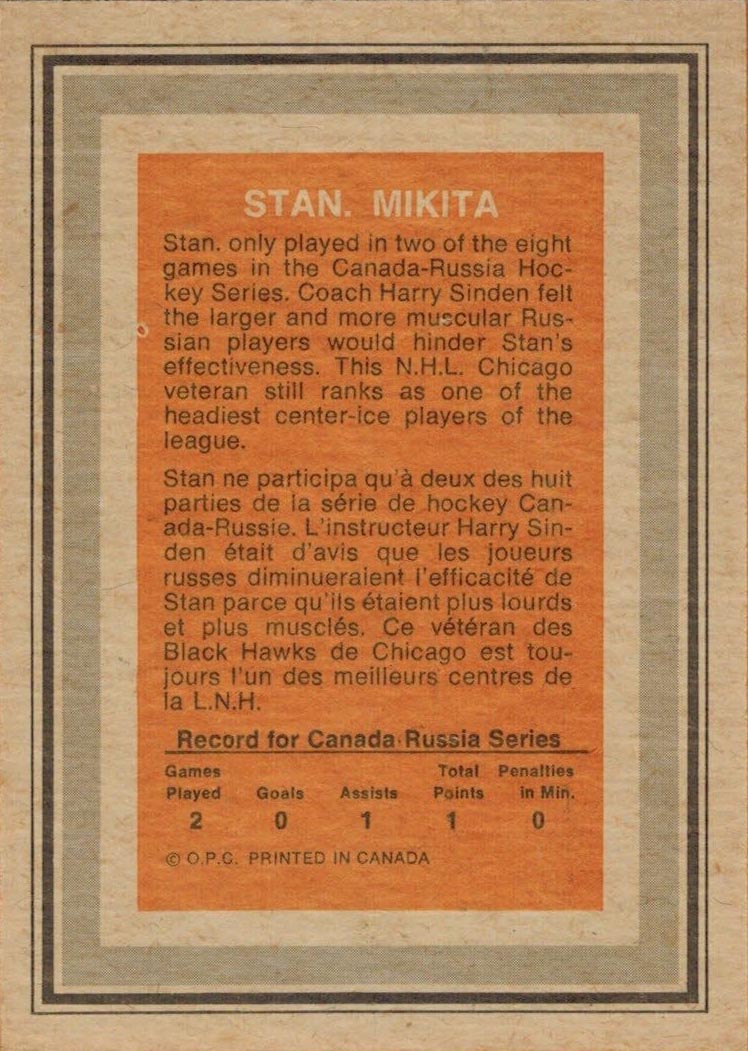 STAN. MIKITA
Stan. only played in two of the eight
games in the Canada-Russia Hoc-
key Series. Coach Harry Sinden felt
the larger and more muscular Rus-
sian players would hinder Stan's
effectiveness. This N.H.L. Chicago
veteran still ranks as one of the
headiest center-ice players of the
league.
Stan ne participa qu'à deux des huit
parties de la série de hockey Can-
ada-Russie. L'instructeur Harry Sin-
den était d'avis que les joueurs
russes diminueraient l'efficacité de
Stan parce qu'ils étaient plus lourds
et plus musclés. Ce vétéran des
Black Hawks de Chicago est tou-
jours l'un des meilleurs centres de
la L.N.H.
Record for Canada-Russia Series
Games Total Penalties
Played Goals Assists Points in Min.
2 0 1 1 0
© O.P.C. PRINTED IN CANADA